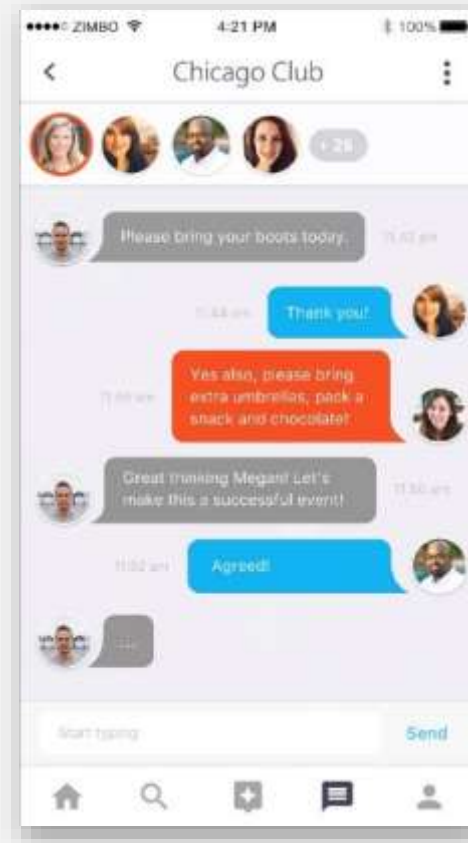 ZIMBO 4:21 PM 100%
Chicago Club
Please bring your boots today.
Thank you!
Yes also, please bring
extra umbrellas, pack a
snack and chocolate!
Great thinking Megan! Let's
make this a successful event!
11:52 am Agreed!
....
Start typing Send